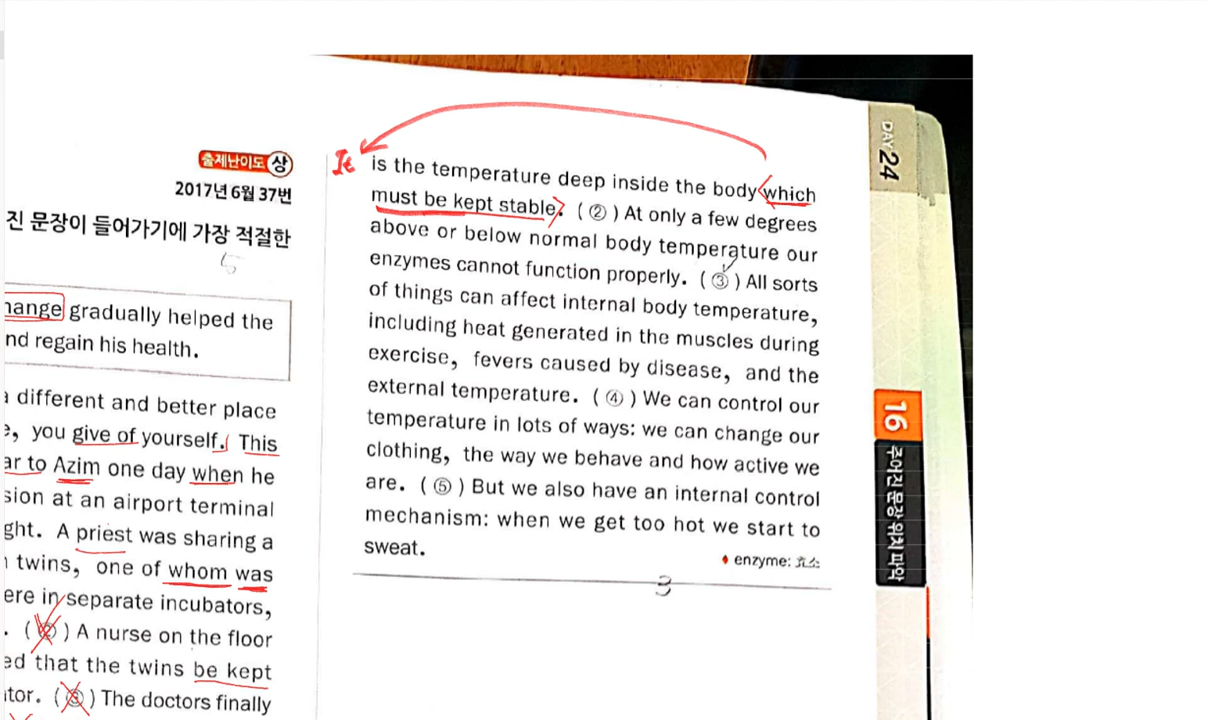 출제난이도 상
2017년 6월 37번
진 문장이 들어가기에 가장 적절한
5
hange gradually helped the
nd regain his health.
a different and better place
e, you give of yourself. This
ar to Azim one day when he
sion at an airport terminal
ght. A priest was sharing a
n twins, one of whom was
ere in separate incubators,
. (②) A nurse on the floor
ed that the twins be kept
itor. (③) The doctors finally
It
is the temperature deep inside the body which
must be kept stable. (②) At only a few degrees
above or below normal body temperature our
enzymes cannot function properly. (③) All sorts
of things can affect internal body temperature,
including heat generated in the muscles during
exercise, fevers caused by disease, and the
external temperature. (④) We can control our
temperature in lots of ways: we can change our
clothing, the way we behave and how active we
are. (⑤) But we also have an internal control
mechanism: when we get too hot we start to
sweat.
♦ enzyme: 효소
3
DAY 24
16
주어진 문장 위치 파악